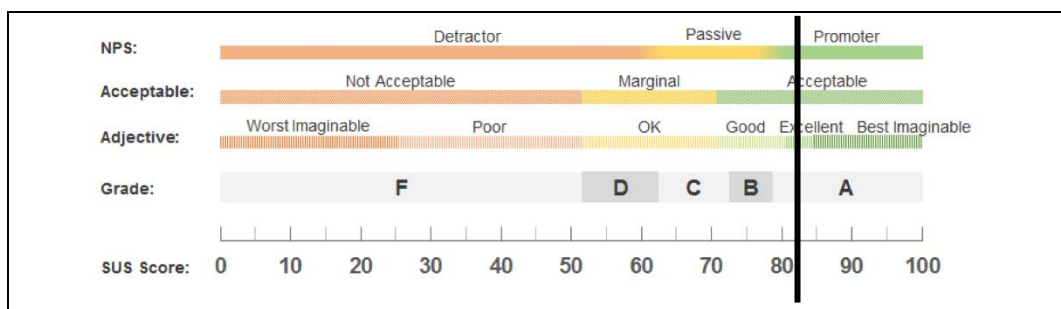 NPS: Detractor Passive Promoter
Acceptable: Not Acceptable Marginal Acceptable
Adjective: Worst Imaginable Poor OK Good Excellent Best Imaginable
Grade: F D C B A
SUS Score: 0 10 20 30 40 50 60 70 80 90 100